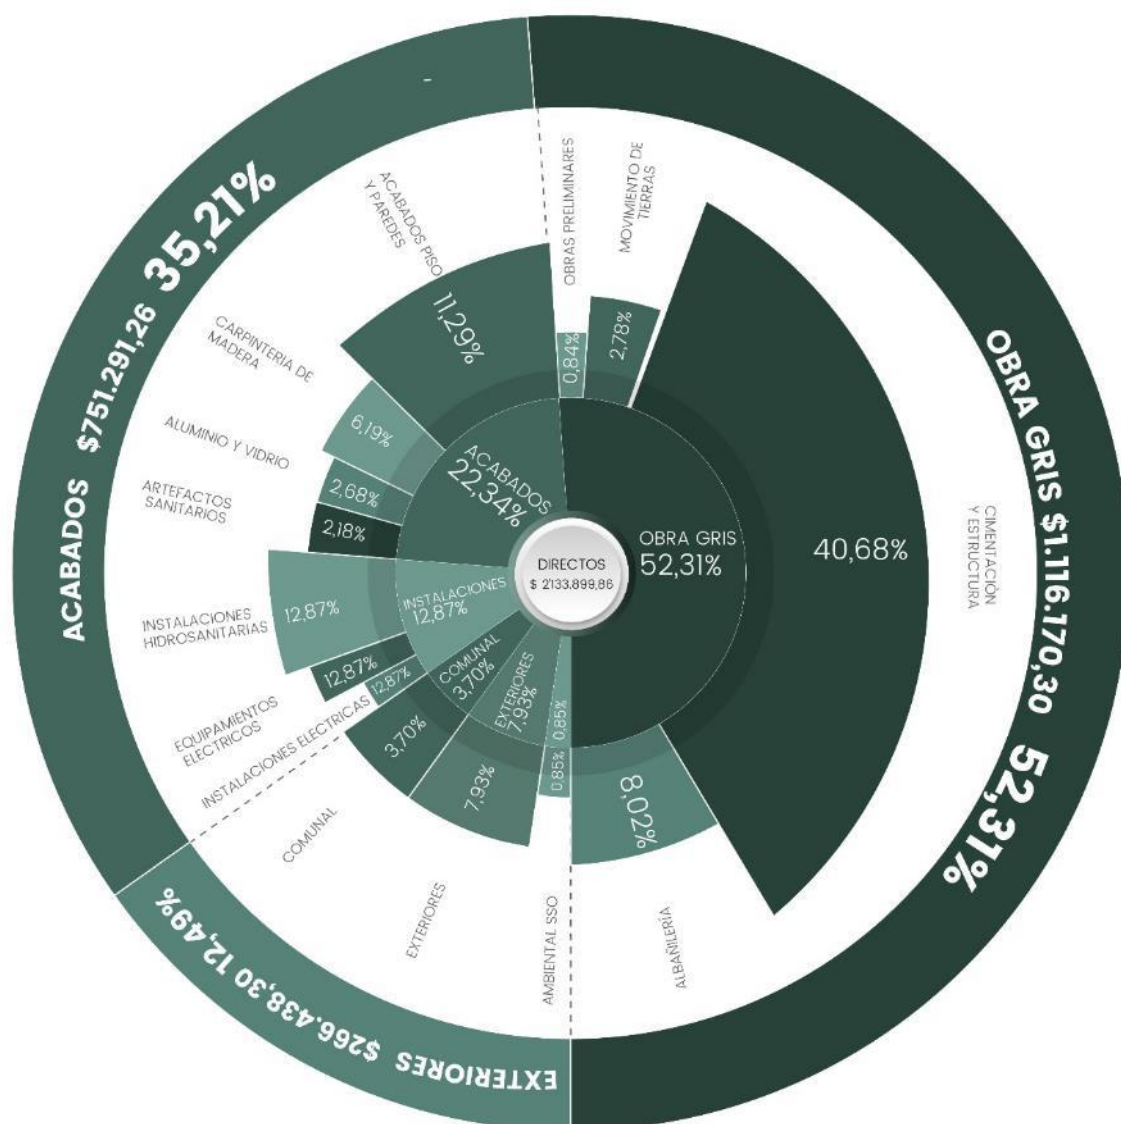 DIRECTOS
$ 2133.899,86
OBRA GRIS
52,31%
ACABADOS
22,34%
INSTALACIONES
12,87%
COMUNAL
3,70%
EXTERIORES
7,93%
0,85%
OBRA GRIS $1.116.170,30 52,31%
OBRAS PRELIMINARES
0,84%
MOVIMIENTO DE
TIERRAS
2,78%
CIMENTACIÓN
Y ESTRUCTURA
40,68%
ALBAÑILERÍA
8,02%
EXTERIORES $266.438,30 12,49%
AMBIENTAL SSO
0,85%
EXTERIORES
7,93%
COMUNAL
3,70%
ACABADOS $751.291,26 35,21%
-
INSTALACIONES ELECTRICAS
12,87%
EQUIPAMIENTOS
ELECTRICOS
12,87%
INSTALACIONES
HIDROSANITARIAS
12,87%
ARTEFACTOS
SANITARIOS
2,18%
ALUMINIO Y VIDRIO
2,68%
CARPINTERIA DE
MADERA
6,19%
ACABADOS PISO
Y PAREDES
11,29%